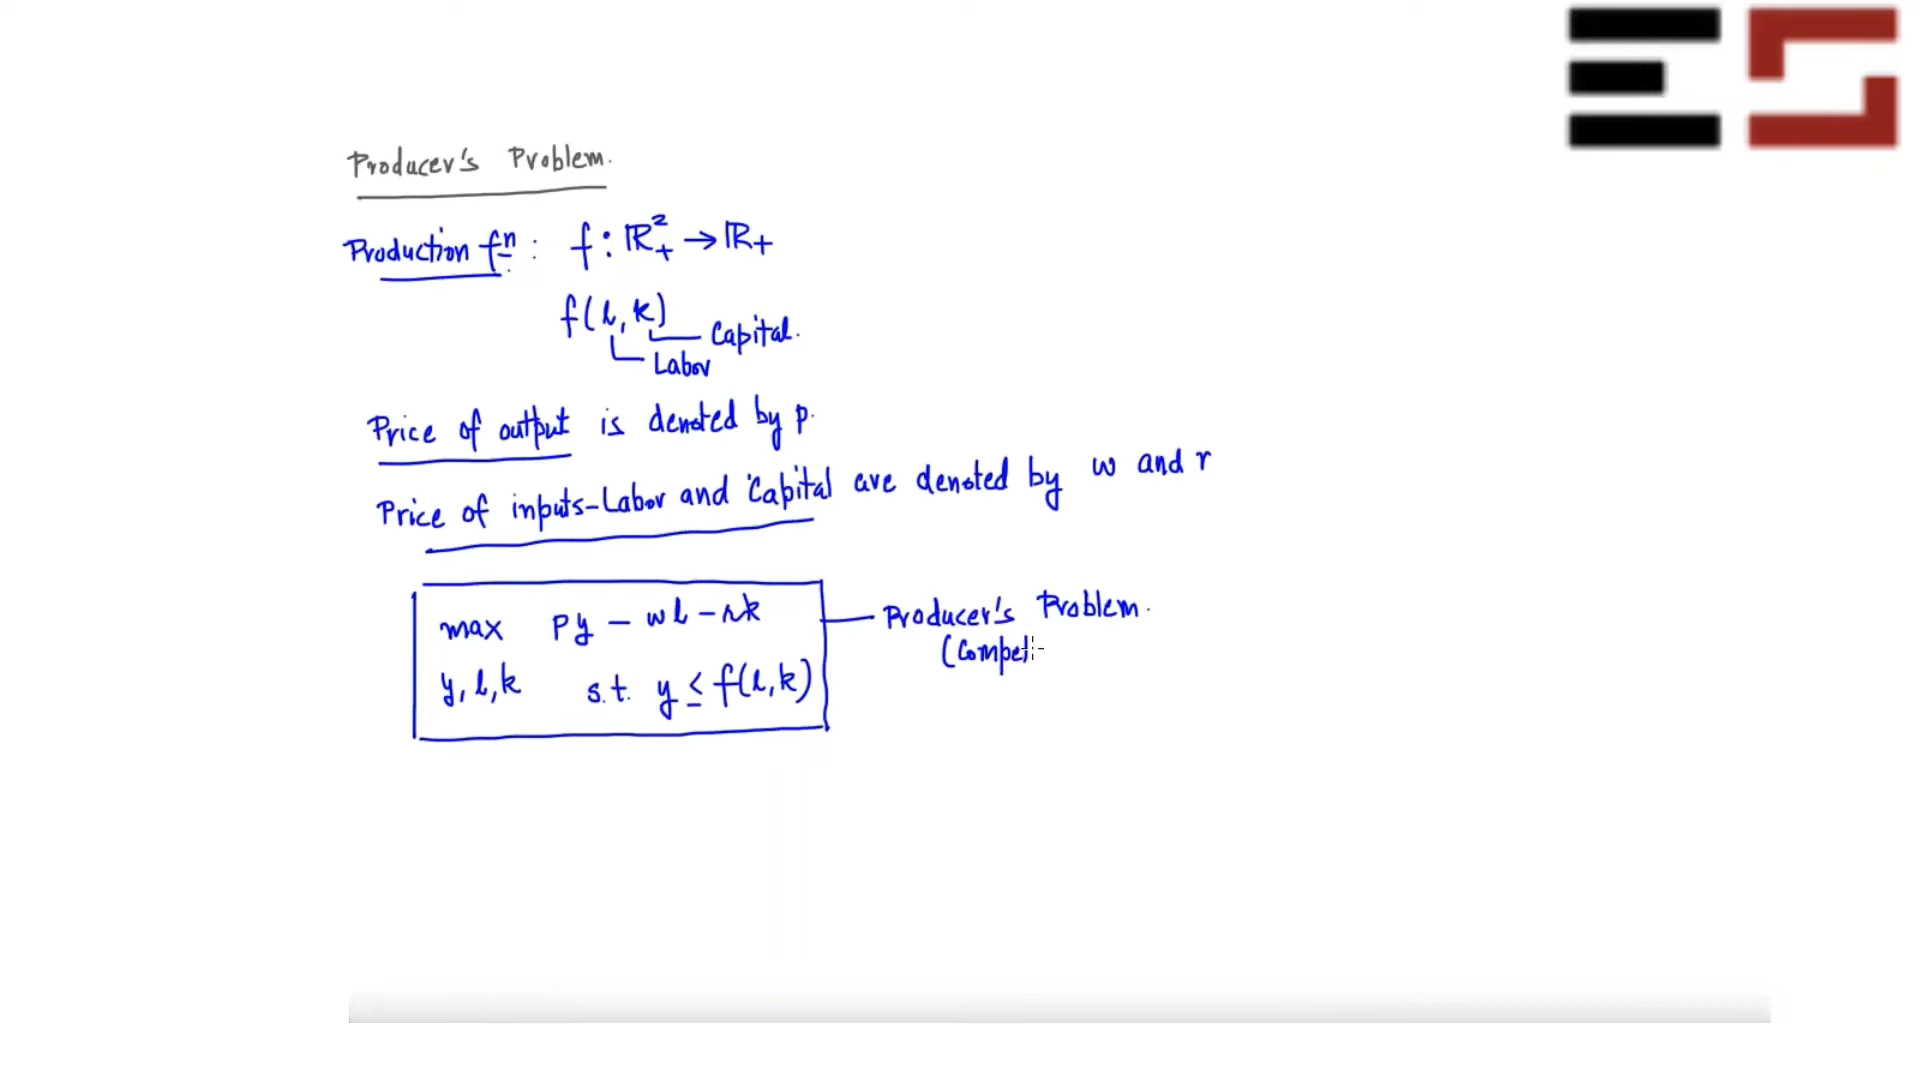 ES
Producer's Problem.
Production fn : f : ℝ²₊ → ℝ₊
f(l, k)
Capital.
Labor
Price of output is denoted by p.
Price of inputs-Labor and Capital are denoted by w and r
max py - wl - rk
y, l, k s.t. y ≤ f(l, k)
Producer's Problem.
(Compet